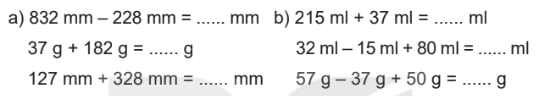 a) 832 mm – 228 mm = ...... mm b) 215 ml + 37 ml = ...... ml
37 g + 182 g = ...... g 32 ml – 15 ml + 80 ml = ...... ml
127 mm + 328 mm = ...... mm 57 g – 37 g + 50 g = ...... g